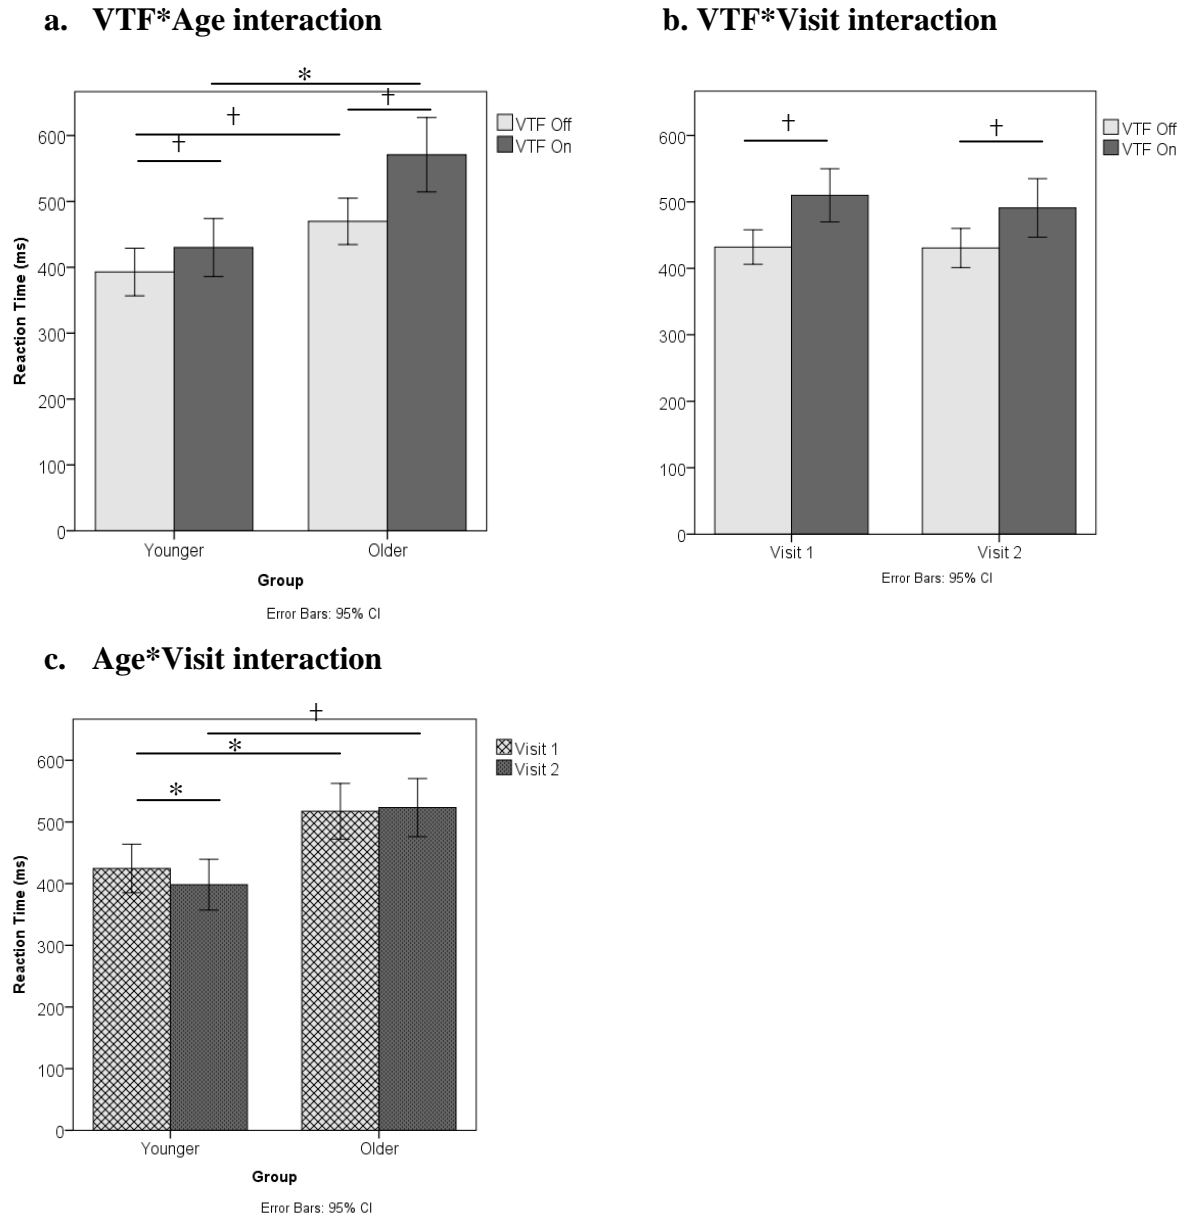 a. VTF*Age interaction
*
†
†
†
VTF Off
VTF On
600
500
400
300
200
100
0
Reaction Time (ms)
Younger
Older
Group
Error Bars: 95% CI
b. VTF*Visit interaction
†
†
VTF Off
VTF On
600
500
400
300
200
100
0
Visit 1
Visit 2
Error Bars: 95% CI
c. Age*Visit interaction
†
*
*
Visit 1
Visit 2
600
500
400
300
200
100
0
Reaction Time (ms)
Younger
Older
Group
Error Bars: 95% CI